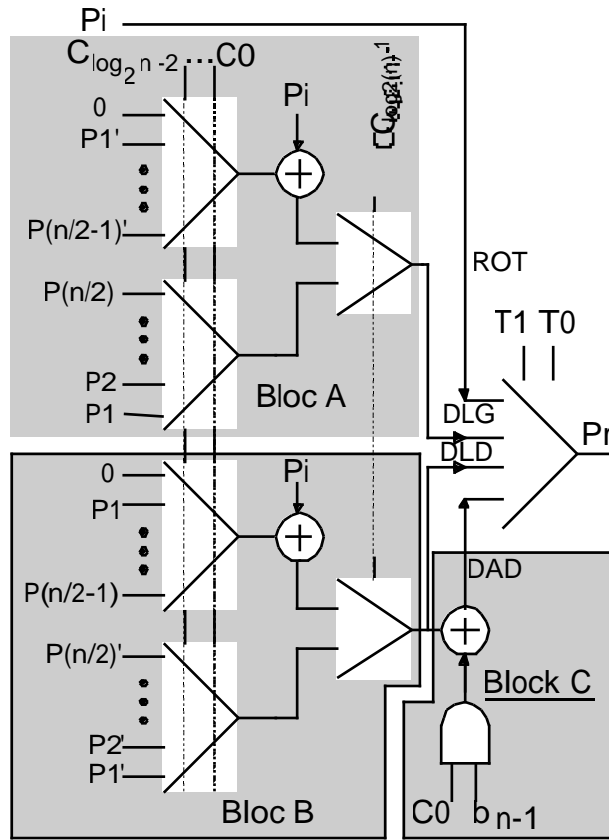 Pi
C log2 n -2 ... C0
0
P1'
P(n/2-1)'
Pi
P(n/2)
P2
P1
Bloc A
ROT
T1 T0
DLG
DLD
Pr
0
P1
P(n/2-1)
Pi
P(n/2)'
P2'
P1'
Bloc B
DAD
Block C
C0 b n-1